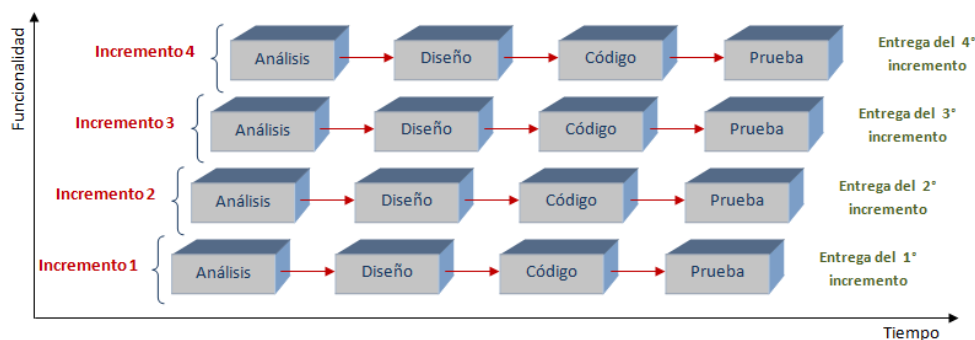 Funcionalidad
Incremento 4
Análisis
Diseño
Código
Prueba
Entrega del 4°
incremento
Incremento 3
Análisis
Diseño
Código
Prueba
Entrega del 3°
incremento
Incremento 2
Análisis
Diseño
Código
Prueba
Entrega del 2°
incremento
Incremento 1
Análisis
Diseño
Código
Prueba
Entrega del 1°
incremento
Tiempo